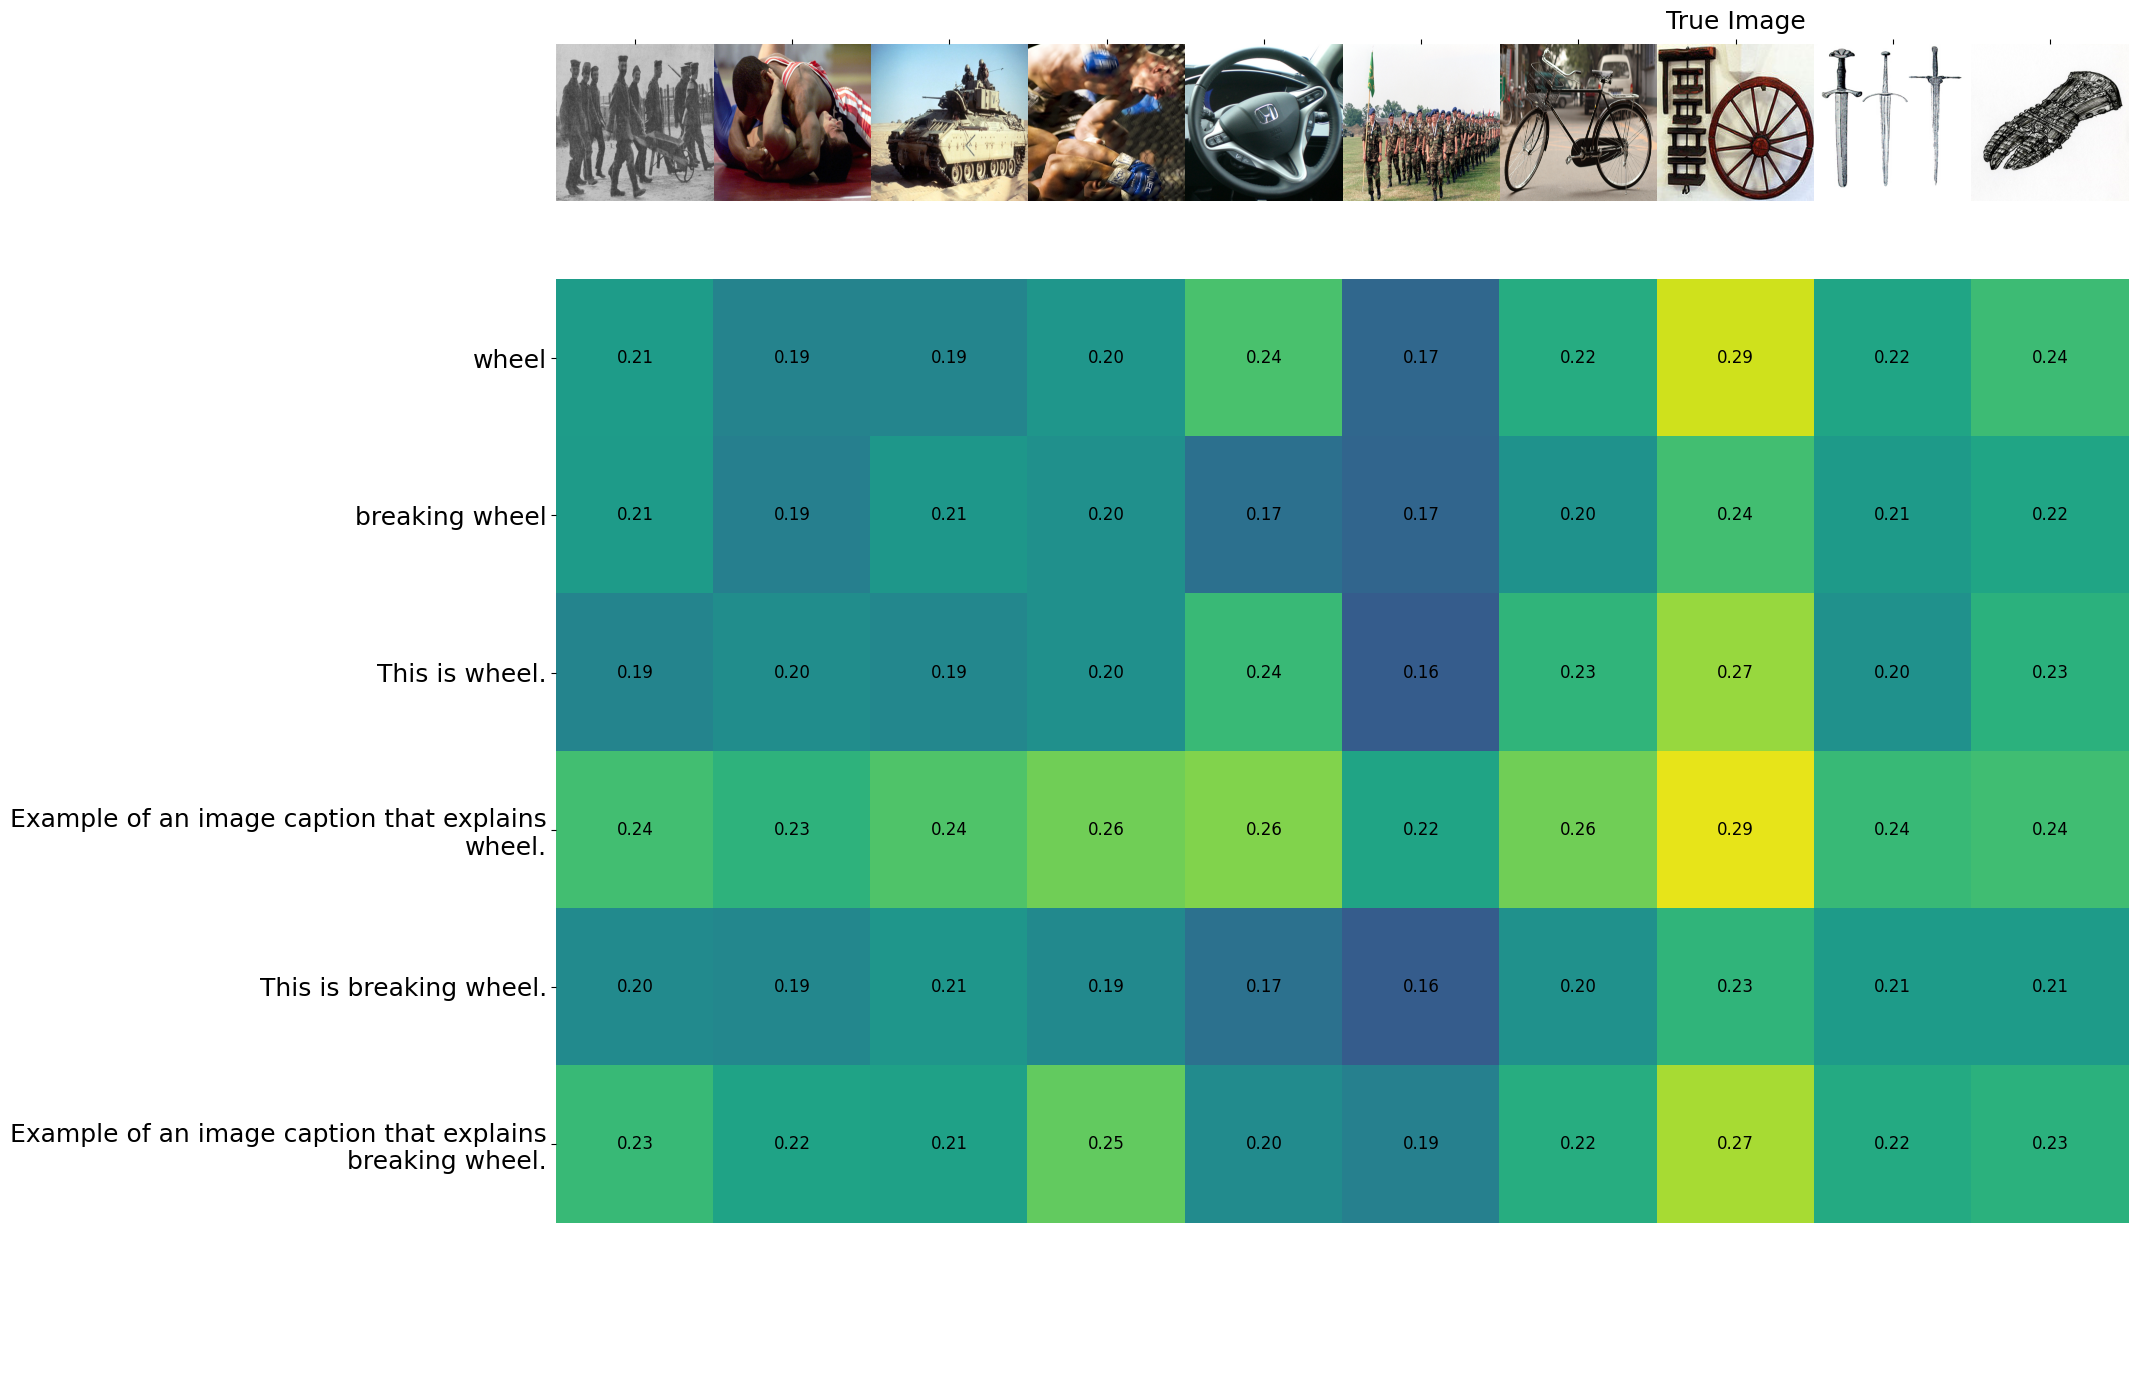 True Image
wheel
0.21 0.19 0.19 0.20 0.24 0.17 0.22 0.29 0.22 0.24
breaking wheel
0.21 0.19 0.21 0.20 0.17 0.17 0.20 0.24 0.21 0.22
This is wheel.
0.19 0.20 0.19 0.20 0.24 0.16 0.23 0.27 0.20 0.23
Example of an image caption that explains
wheel.
0.24 0.23 0.24 0.26 0.26 0.22 0.26 0.29 0.24 0.24
This is breaking wheel.
0.20 0.19 0.21 0.19 0.17 0.16 0.20 0.23 0.21 0.21
Example of an image caption that explains
breaking wheel.
0.23 0.22 0.21 0.25 0.20 0.19 0.22 0.27 0.22 0.23